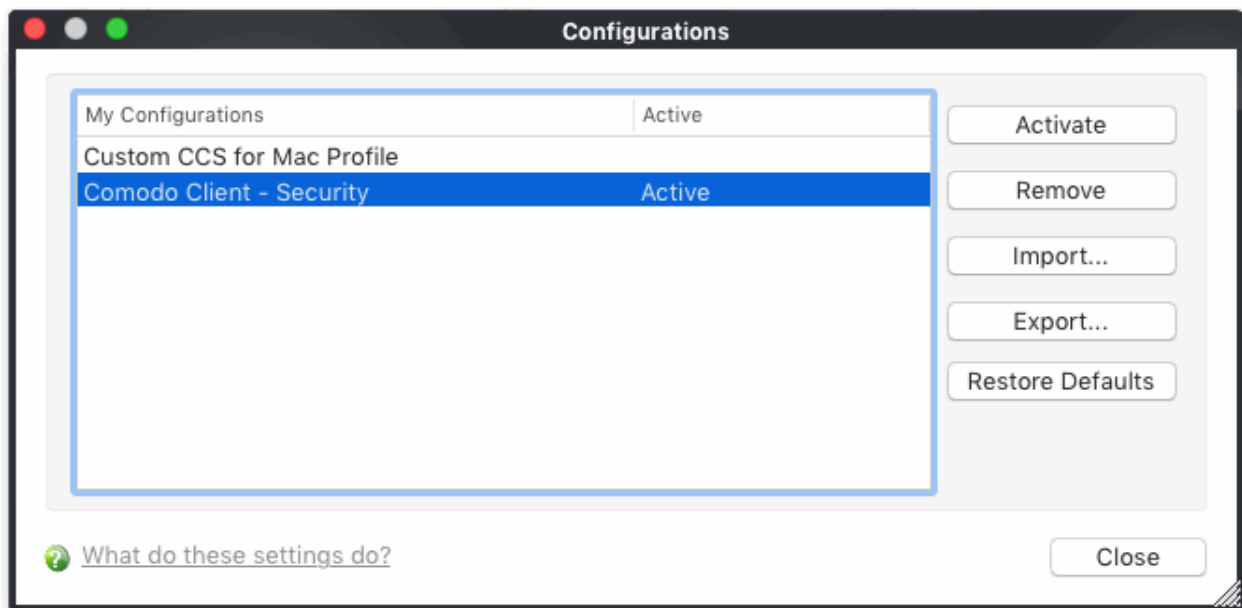 Configurations
My Configurations Active
Custom CCS for Mac Profile
Comodo Client - Security Active
Activate
Remove
Import...
Export...
Restore Defaults
What do these settings do?
Close